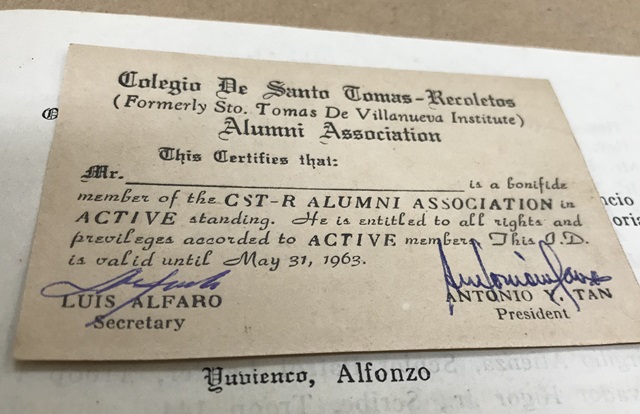 Colegio De Santo Tomas-Recoletos
(Formerly Sto. Tomas De Villanueva Institute)
Alumni Association
This Certifies that:
Mr. is a bonifide
member of the CST-R ALUMNI ASSOCIATION in
ACTIVE standing. He is entitled to all rights and
previleges accorded to ACTIVE members. This I.D.
is valid until May 31, 1963.
LUIS ALFARO
Secretary
ANTONIO Y. TAN
President
Yuvienco, Alfonzo